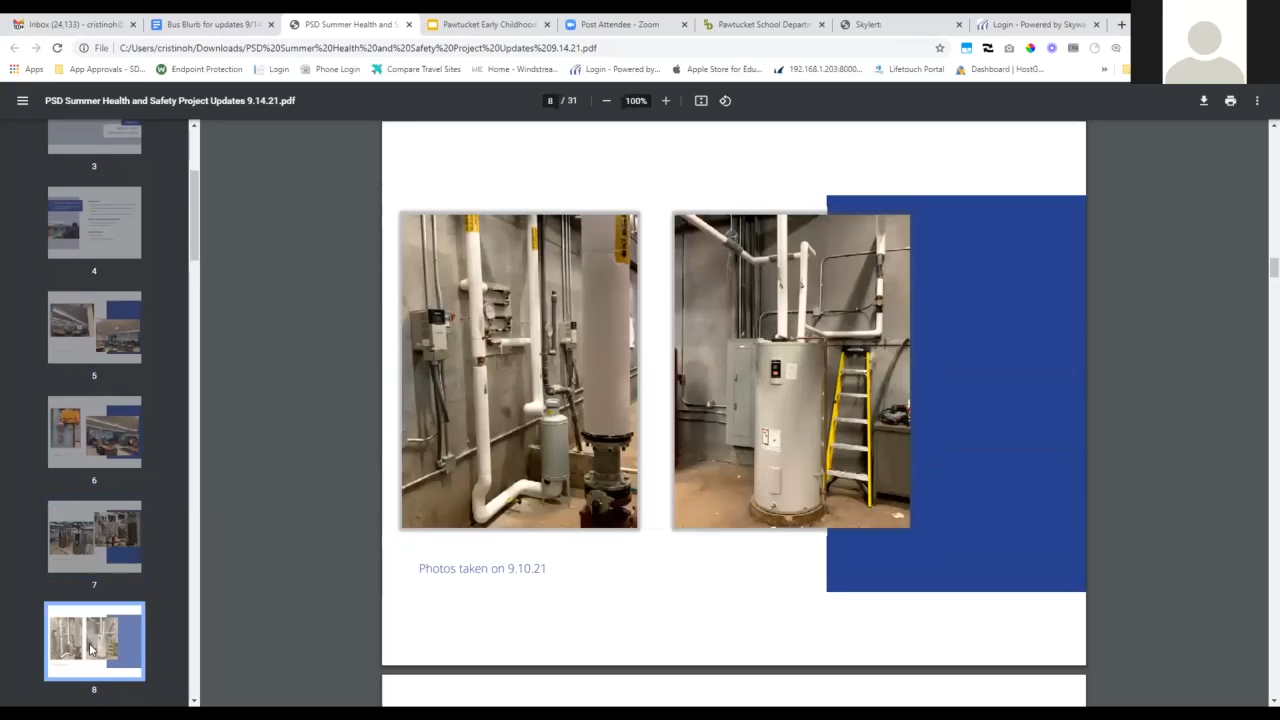 Inbox (24,133) - cristinoh@
Bus Blurb for updates 9/14
PSD Summer Health and S
Pawtucket Early Childhood
Post Attendee - Zoom
Pawtucket School Departm
Skylert:
Login - Powered by Skywa
File
C:/Users/cristinoh/Downloads/PSD%20Summer%20Health%20and%20Safety%20Project%20Updates%209.14.21.pdf
Apps
App Approvals - SD...
Endpoint Protection
Login
Phone Login
Compare Travel Sites
WE Home - Windstrea...
Login - Powered by...
Apple Store for Edu...
192.168.1.203:8000...
Lifetouch Portal
Dashboard | HostG...
»
PSD Summer Health and Safety Project Updates 9.14.21.pdf
8 / 31
100%
3
4
5
6
7
8
Photos taken on 9.10.21